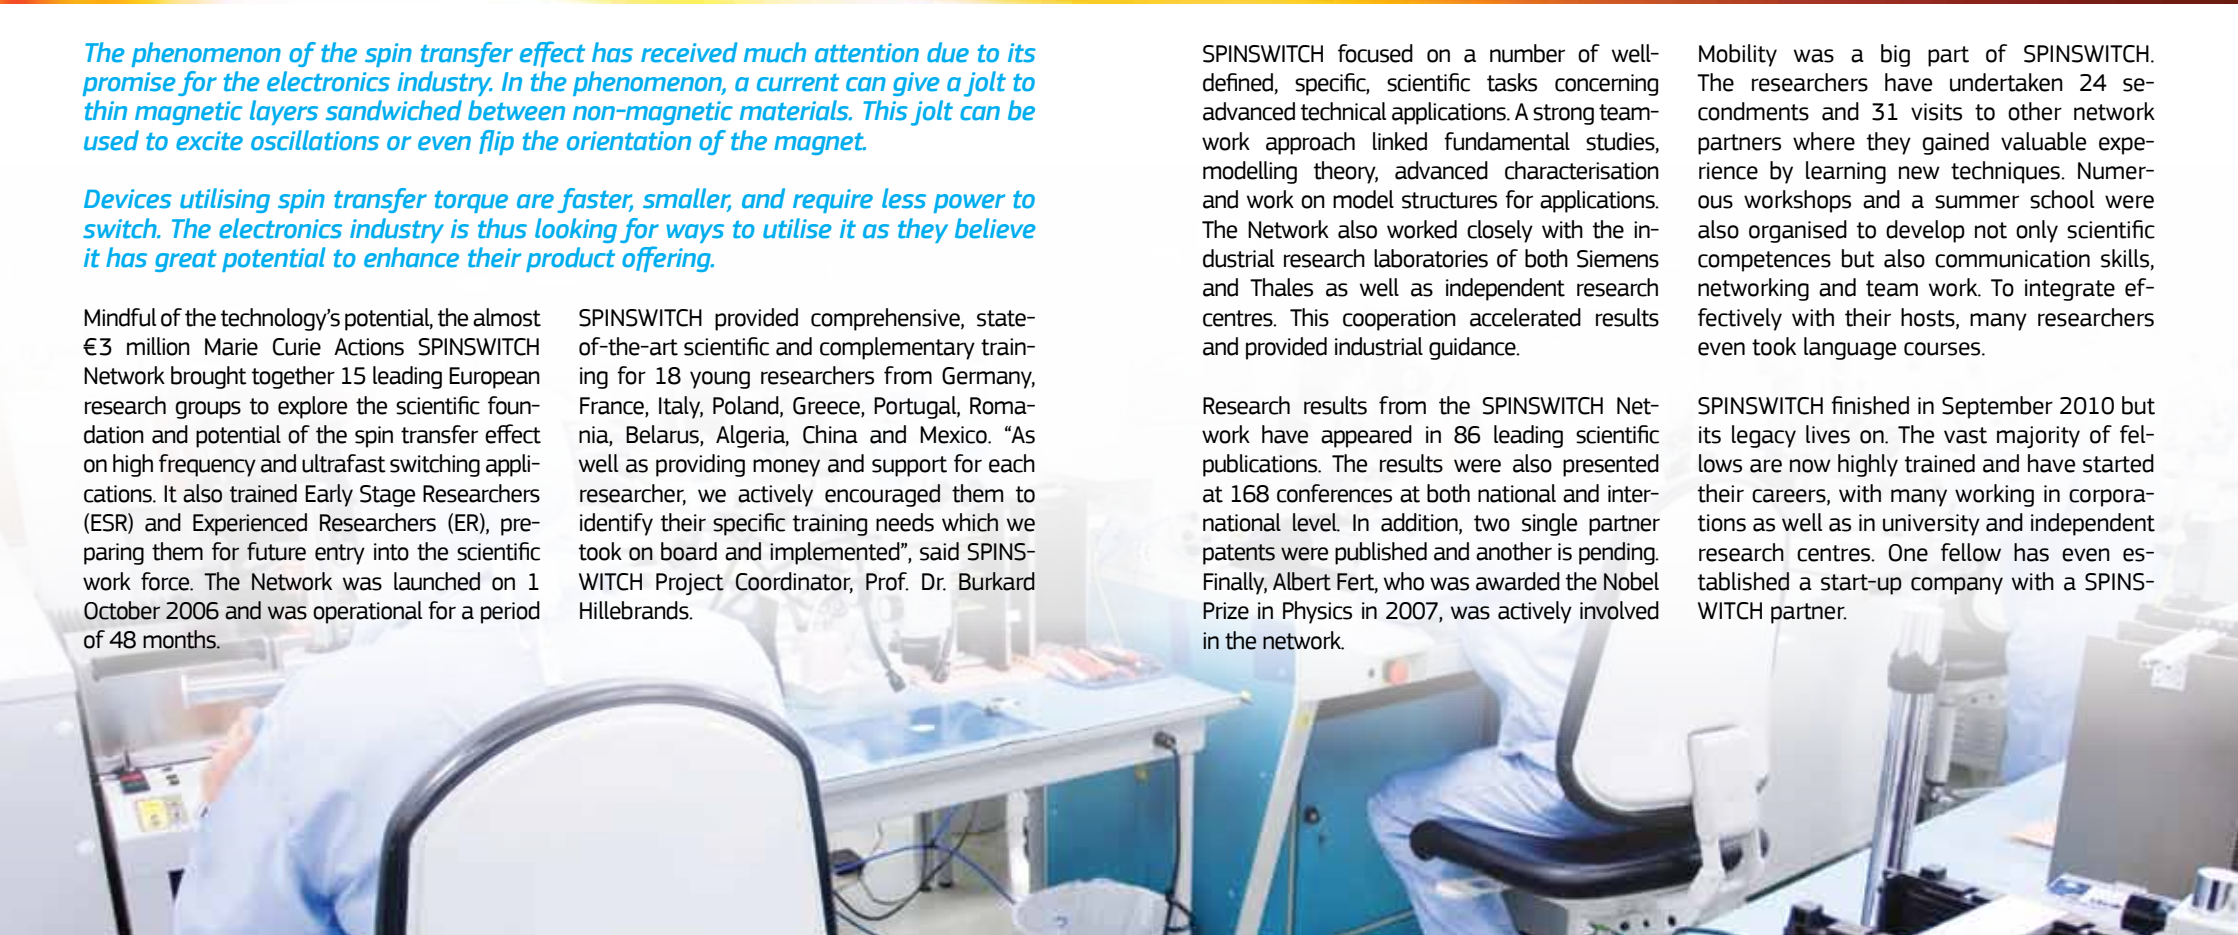 The phenomenon of the spin transfer effect has received much attention due to its
promise for the electronics industry. In the phenomenon, a current can give a jolt to
thin magnetic layers sandwiched between non-magnetic materials. This jolt can be
used to excite oscillations or even flip the orientation of the magnet.
Devices utilising spin transfer torque are faster, smaller, and require less power to
switch. The electronics industry is thus looking for ways to utilise it as they believe
it has great potential to enhance their product offering.
Mindful of the technology's potential, the almost
€3 million Marie Curie Actions SPINSWITCH
Network brought together 15 leading European
research groups to explore the scientific foun-
dation and potential of the spin transfer effect
on high frequency and ultrafast switching appli-
cations. It also trained Early Stage Researchers
(ESR) and Experienced Researchers (ER), pre-
paring them for future entry into the scientific
work force. The Network was launched on 1
October 2006 and was operational for a period
of 48 months.
SPINSWITCH provided comprehensive, state-
of-the-art scientific and complementary train-
ing for 18 young researchers from Germany,
France, Italy, Poland, Greece, Portugal, Roma-
nia, Belarus, Algeria, China and Mexico. “As
well as providing money and support for each
researcher, we actively encouraged them to
identify their specific training needs which we
took on board and implemented”, said SPINS-
WITCH Project Coordinator, Prof. Dr. Burkard
Hillebrands.
SPINSWITCH focused on a number of well-
defined, specific, scientific tasks concerning
advanced technical applications. A strong team-
work approach linked fundamental studies,
modelling theory, advanced characterisation
and work on model structures for applications.
The Network also worked closely with the in-
dustrial research laboratories of both Siemens
and Thales as well as independent research
centres. This cooperation accelerated results
and provided industrial guidance.
Research results from the SPINSWITCH Net-
work have appeared in 86 leading scientific
publications. The results were also presented
at 168 conferences at both national and inter-
national level. In addition, two single partner
patents were published and another is pending.
Finally, Albert Fert, who was awarded the Nobel
Prize in Physics in 2007, was actively involved
in the network.
Mobility was a big part of SPINSWITCH.
The researchers have undertaken 24 se-
condments and 31 visits to other network
partners where they gained valuable expe-
rience by learning new techniques. Numer-
ous workshops and a summer school were
also organised to develop not only scientific
competences but also communication skills,
networking and team work. To integrate ef-
fectively with their hosts, many researchers
even took language courses.
SPINSWITCH finished in September 2010 but
its legacy lives on. The vast majority of fel-
lows are now highly trained and have started
their careers, with many working in corpora-
tions as well as in university and independent
research centres. One fellow has even es-
tablished a start-up company with a SPINS-
WITCH partner.